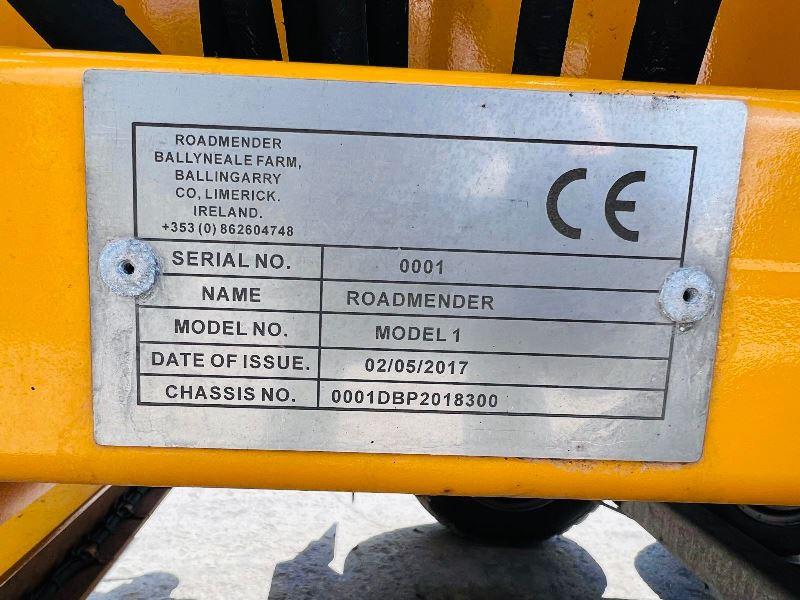 ROADMENDER
BALLYNEALE FARM,
BALLINGARRY
CO, LIMERICK.
IRELAND.
+353 (0) 862604748
CE
SERIAL NO. 0001
NAME ROADMENDER
MODEL NO. MODEL 1
DATE OF ISSUE. 02/05/2017
CHASSIS NO. 0001DBP2018300